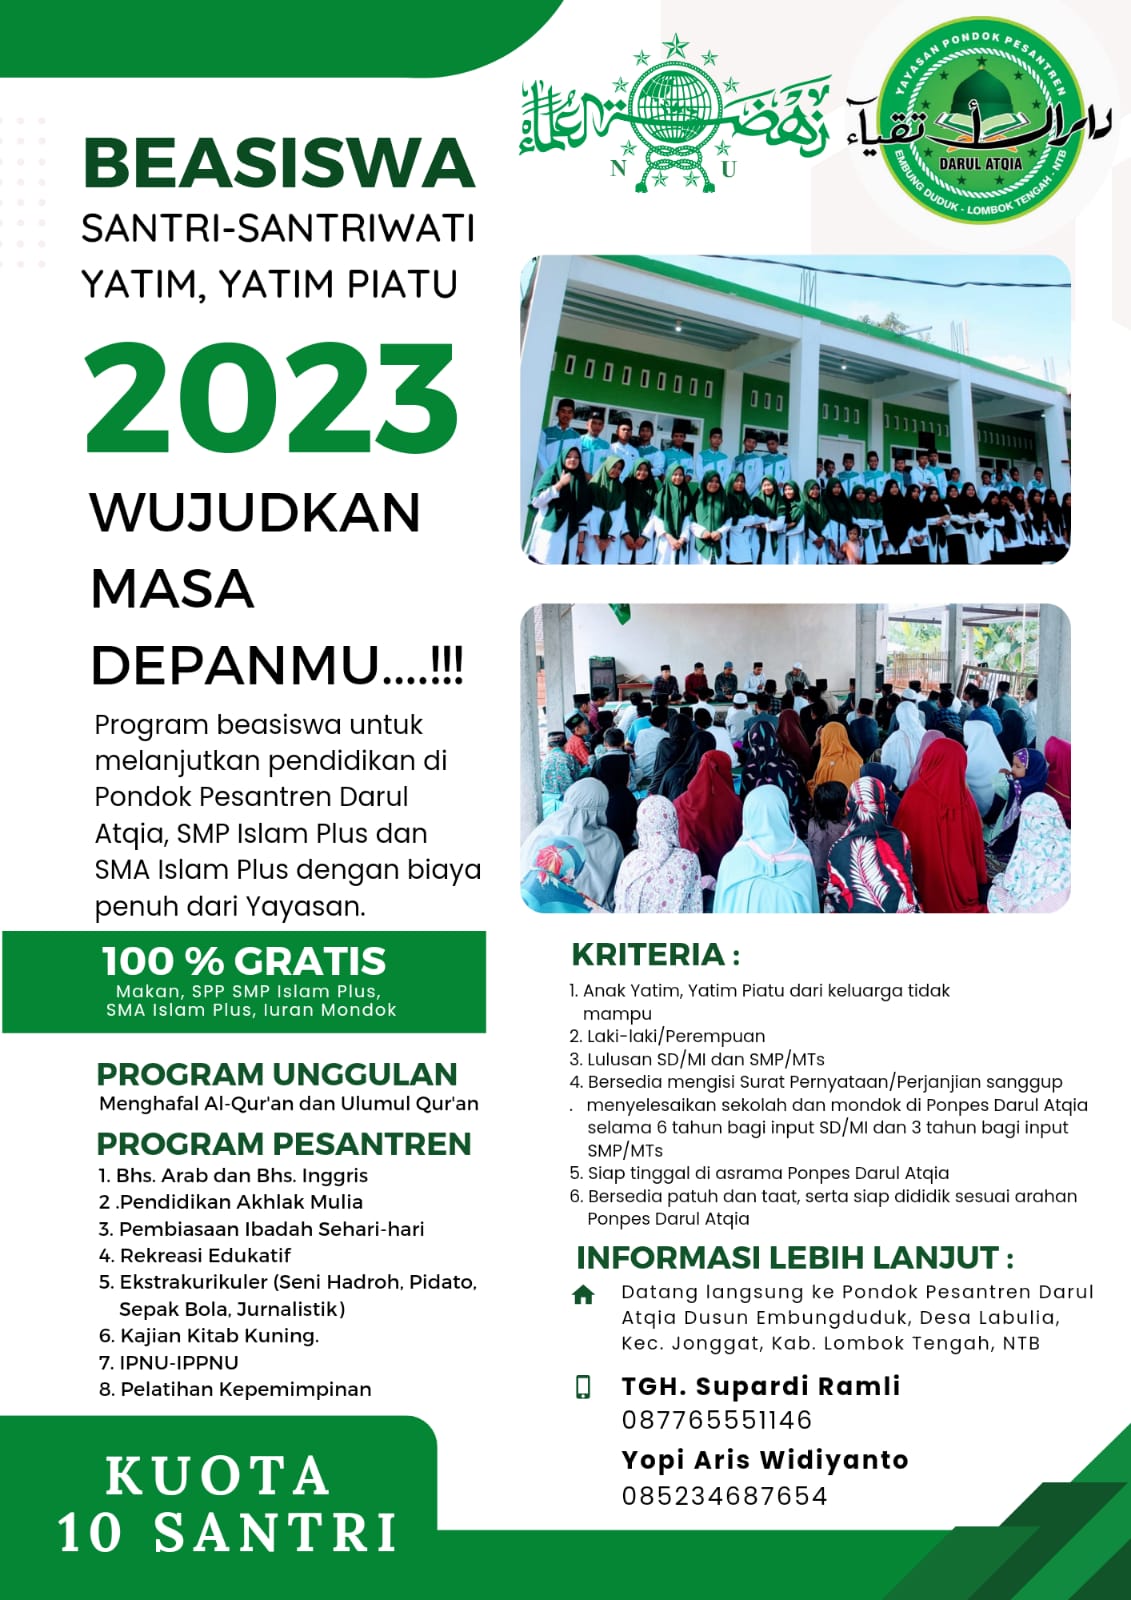 نهضة العلماء
N U
YAYASAN PONDOK PESANTREN
دار الأتقياء
DARUL ATQIA
EMBUNG DUDUK - LOMBOK TENGAH - NTB
BEASISWA
SANTRI-SANTRIWATI
YATIM, YATIM PIATU
2023
WUJUDKAN
MASA
DEPANMU....!!!
Program beasiswa untuk
melanjutkan pendidikan di
Pondok Pesantren Darul
Atqia, SMP Islam Plus dan
SMA Islam Plus dengan biaya
penuh dari Yayasan.
100 % GRATIS
Makan, SPP SMP Islam Plus,
SMA Islam Plus, Iuran Mondok
PROGRAM UNGGULAN
Menghafal Al-Qur'an dan Ulumul Qur'an
PROGRAM PESANTREN
1. Bhs. Arab dan Bhs. Inggris
2 .Pendidikan Akhlak Mulia
3. Pembiasaan Ibadah Sehari-hari
4. Rekreasi Edukatif
5. Ekstrakurikuler (Seni Hadroh, Pidato,
Sepak Bola, Jurnalistik)
6. Kajian Kitab Kuning.
7. IPNU-IPPNU
8. Pelatihan Kepemimpinan
KUOTA
10 SANTRI
KRITERIA :
1. Anak Yatim, Yatim Piatu dari keluarga tidak
mampu
2. Laki-laki/Perempuan
3. Lulusan SD/MI dan SMP/MTs
4. Bersedia mengisi Surat Pernyataan/Perjanjian sanggup
. menyelesaikan sekolah dan mondok di Ponpes Darul Atqia
selama 6 tahun bagi input SD/MI dan 3 tahun bagi input
SMP/MTs
5. Siap tinggal di asrama Ponpes Darul Atqia
6. Bersedia patuh dan taat, serta siap dididik sesuai arahan
Ponpes Darul Atqia
INFORMASI LEBIH LANJUT :
Datang langsung ke Pondok Pesantren Darul
Atqia Dusun Embungduduk, Desa Labulia,
Kec. Jonggat, Kab. Lombok Tengah, NTB
TGH. Supardi Ramli
087765551146
Yopi Aris Widiyanto
085234687654